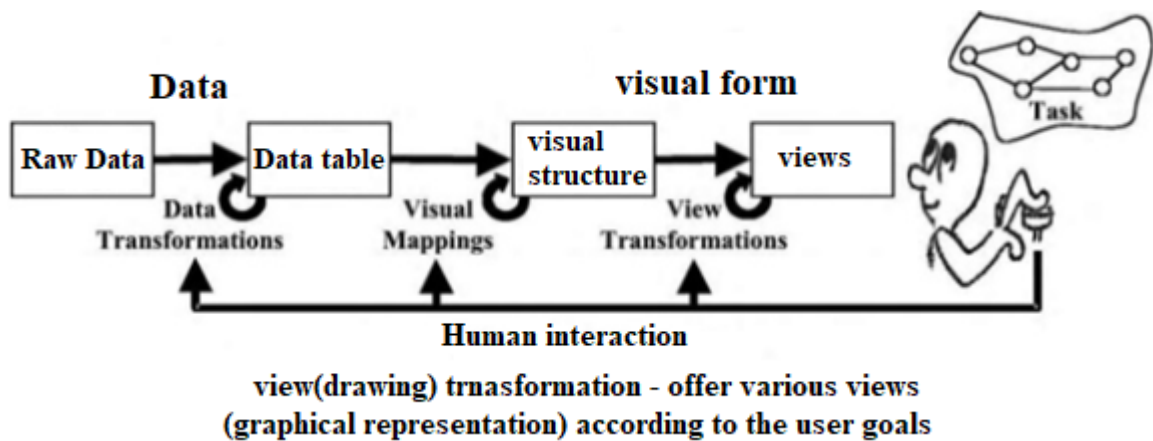 Data
visual form
Task
Raw Data
Data table
visual
structure
views
Data
Transformations
Visual
Mappings
View
Transformations
Human interaction
view(drawing) trnasformation - offer various views
(graphical representation) according to the user goals